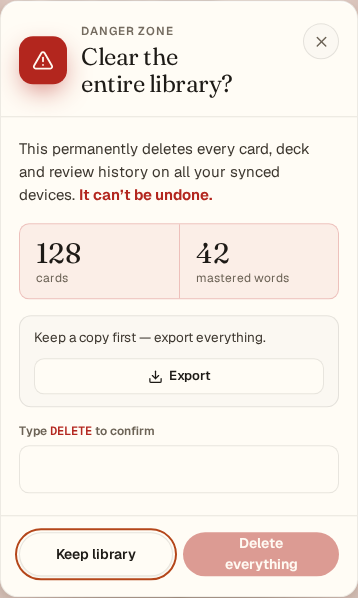 DANGER ZONE
Clear the
entire library?
This permanently deletes every card, deck
and review history on all your synced
devices. It can’t be undone.
128
cards
42
mastered words
Keep a copy first — export everything.
Export
Type DELETE to confirm
Keep library
Delete
everything